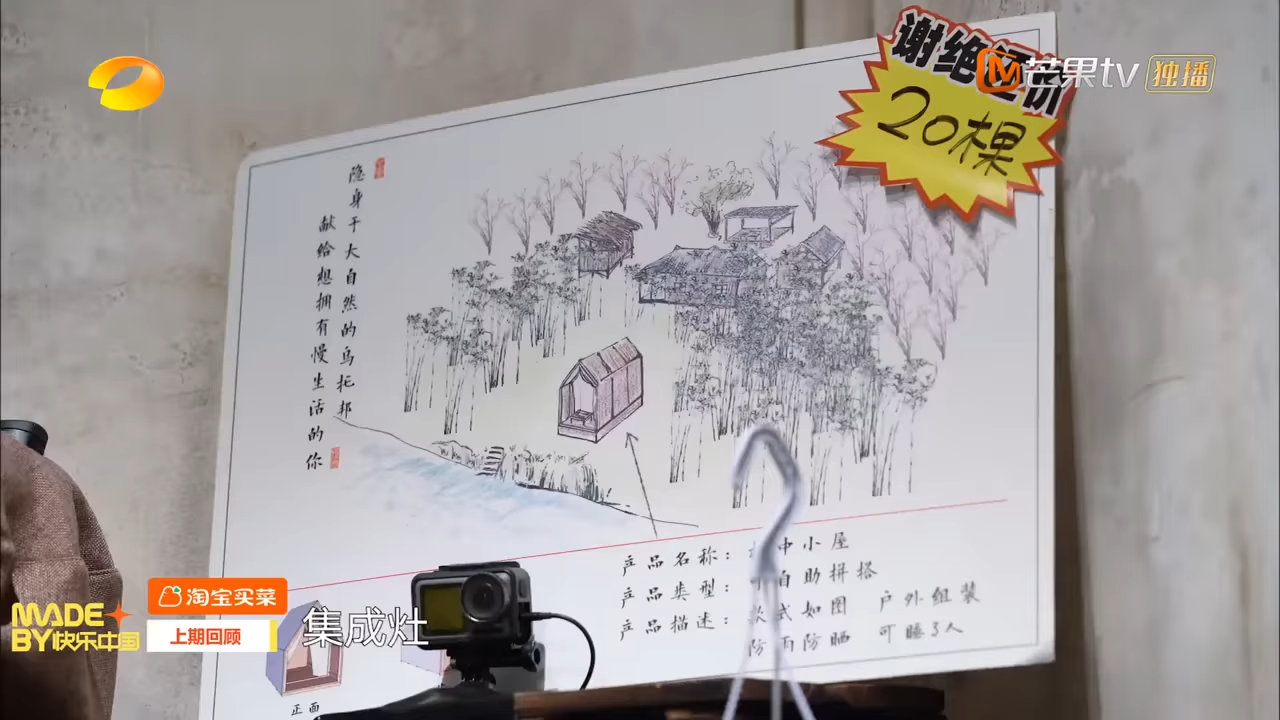 谢绝还价
20棵
芒果tv 独播
隐身于大自然的乌托邦
献给想拥有慢生活的你
产品名称：中小屋
产品类型：可自助拼搭
产品描述：款式如图 户外组装
防雨防晒 可睡3人
正面
淘宝买菜
上期回顾
MADE
BY快乐中国
集成灶